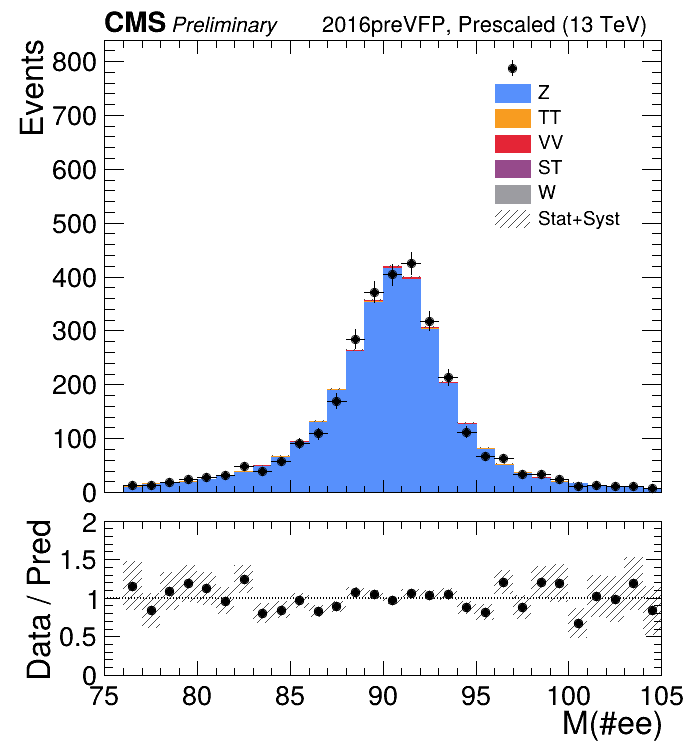 CMS Preliminary 2016preVFP, Prescaled (13 TeV)
Events
800
700
600
500
400
300
200
100
0
Z
TT
VV
ST
W
Stat+Syst
Data / Pred
2
1.5
1
0.5
0
75 80 85 90 95 100 105
M(#ee)